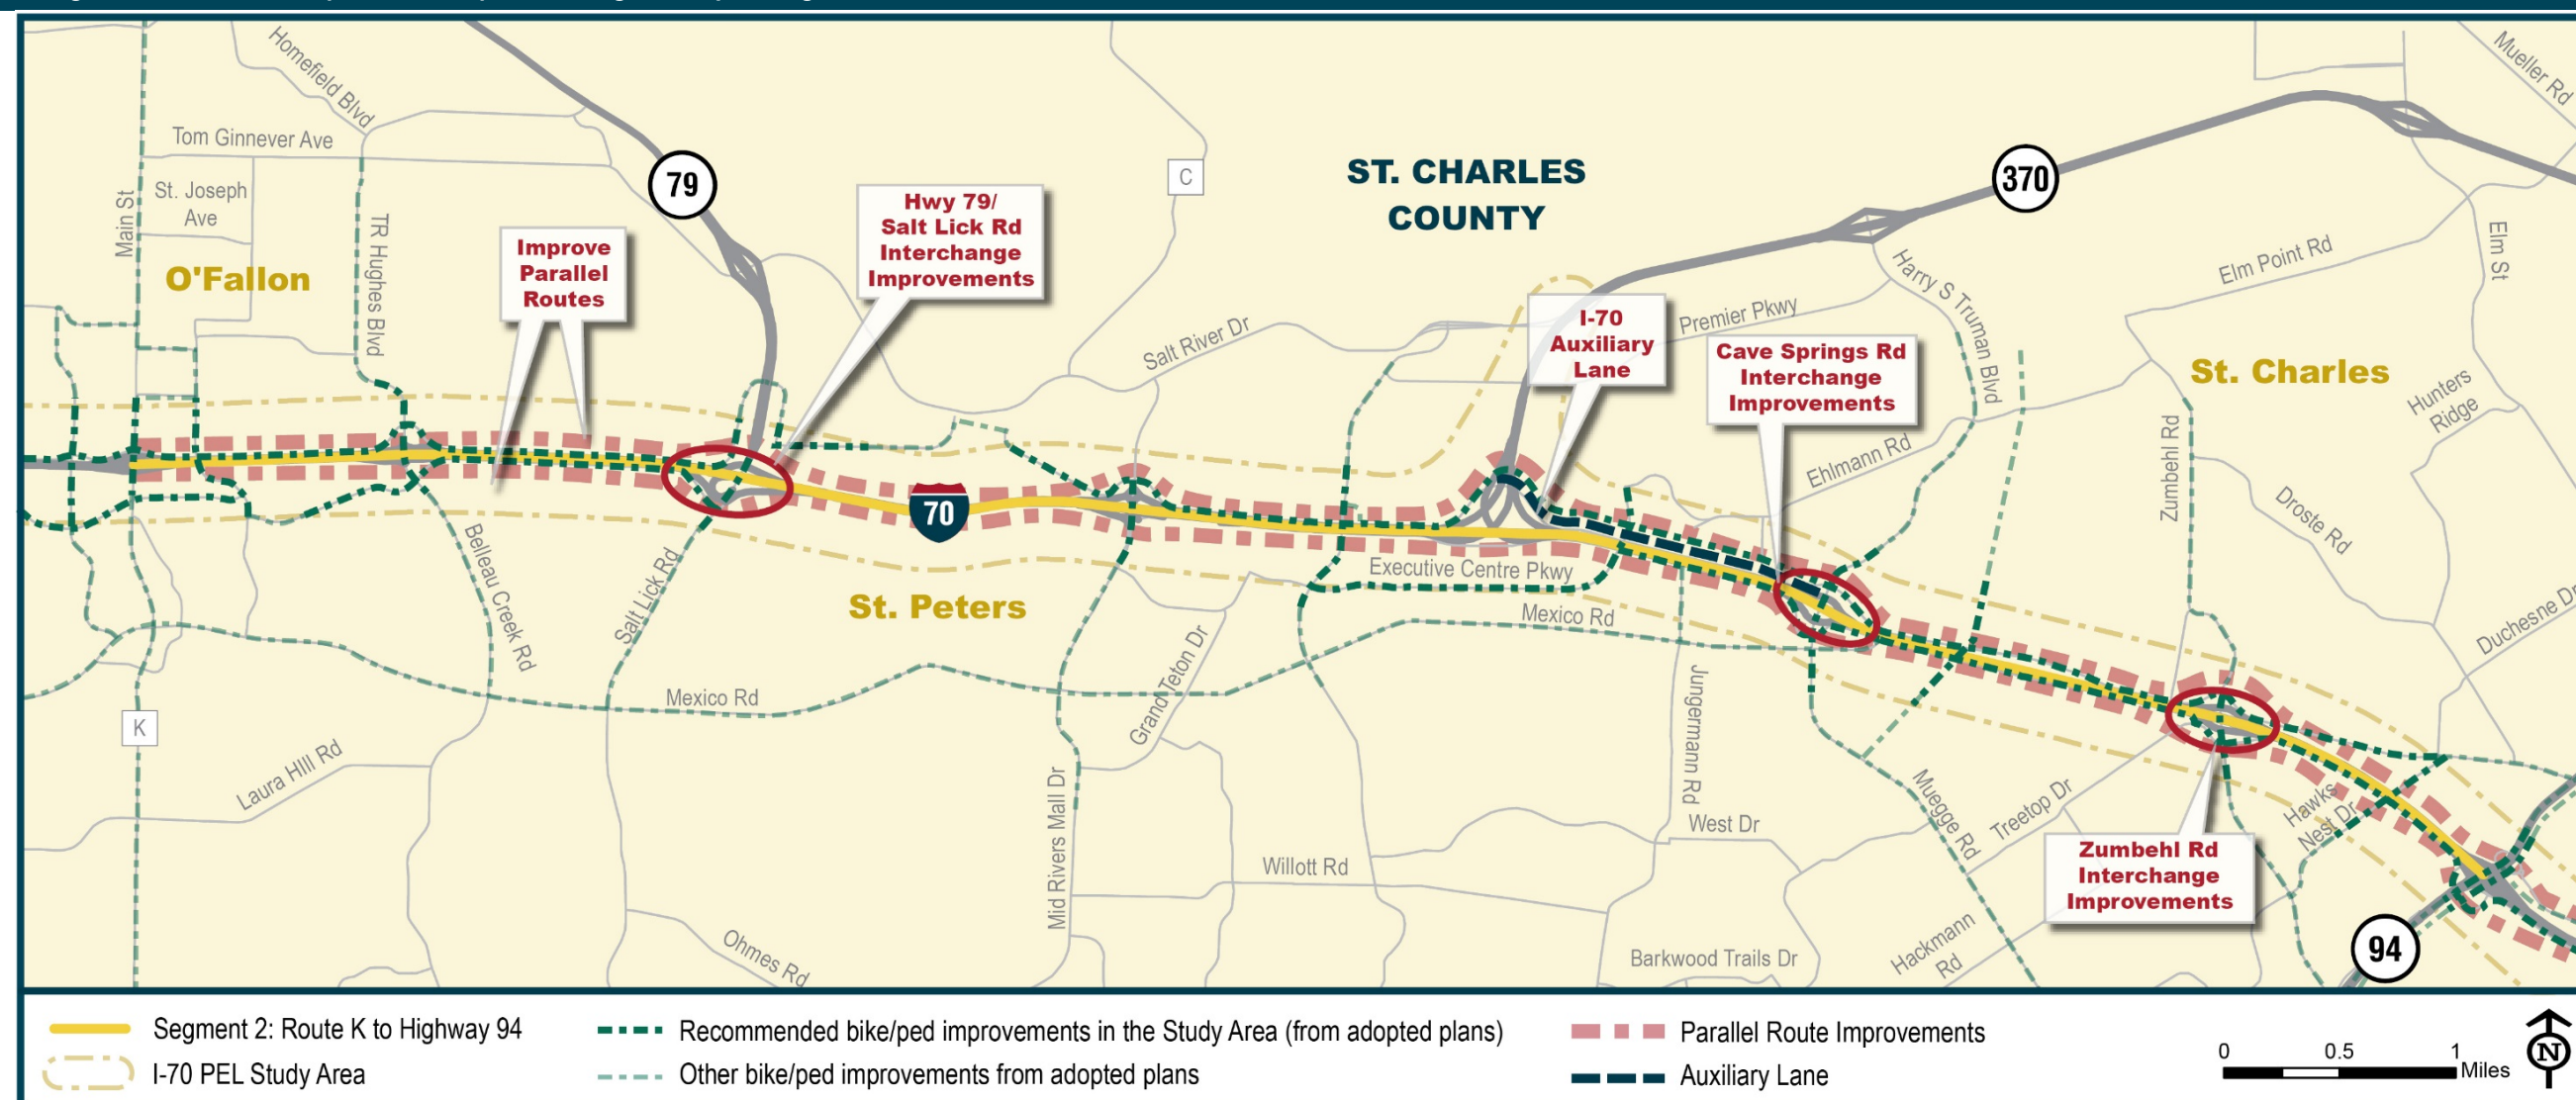 Homefield Blvd
Mueller Rd
Tom Ginnever Ave
St. Joseph
Ave
Main St
TR Hughes Blvd
O'Fallon
79
C
ST. CHARLES
COUNTY
370
Improve
Parallel
Routes
Hwy 79/
Salt Lick Rd
Interchange
Improvements
Salt River Dr
I-70
Auxiliary
Lane
Premier Pkwy
Harry S Truman Blvd
Elm Point Rd
Elm St
Cave Springs Rd
Interchange
Improvements
St. Charles
Hunters
Ridge
Ehlmann Rd
Zumbehl Rd
Droste Rd
Duchesne Dr
70
Belleau Creek Rd
Salt Lick Rd
St. Peters
Executive Centre Pkwy
Mexico Rd
Grand Teton Dr
Mexico Rd
K
Laura HIll Rd
Mid Rivers Mall Dr
Jungermann Rd
West Dr
Willott Rd
Muegge Rd
Treetop Dr
Hawks
Nest Dr
Zumbehl Rd
Interchange
Improvements
94
Ohmes Rd
Barkwood Trails Dr
Hackmann
Rd
Segment 2: Route K to Highway 94
I-70 PEL Study Area
Recommended bike/ped improvements in the Study Area (from adopted plans)
Other bike/ped improvements from adopted plans
Parallel Route Improvements
Auxiliary Lane
0 0.5 1
Miles
N